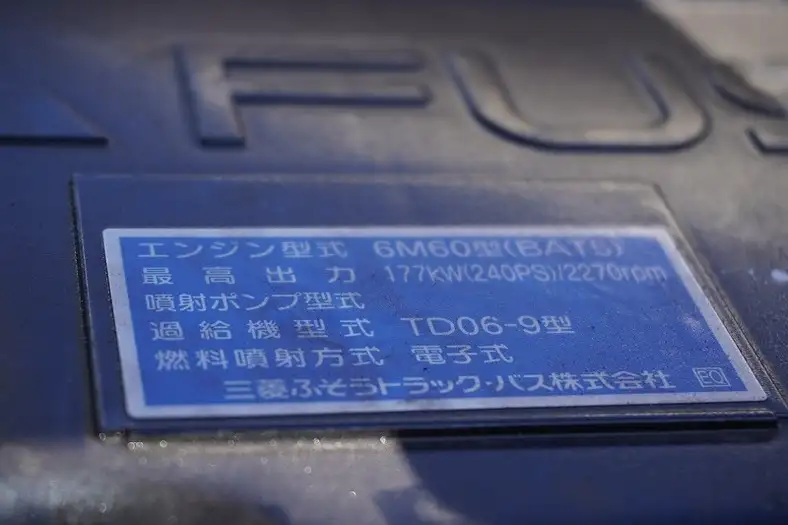 FUS
エンジン型式 6M60型(BAT5)
最高出力 177kW(240PS)/2270rpm
噴射ポンプ型式
過給機型式 TD06-9型
燃料噴射方式 電子式
三菱ふそうトラック・バス株式会社 EO